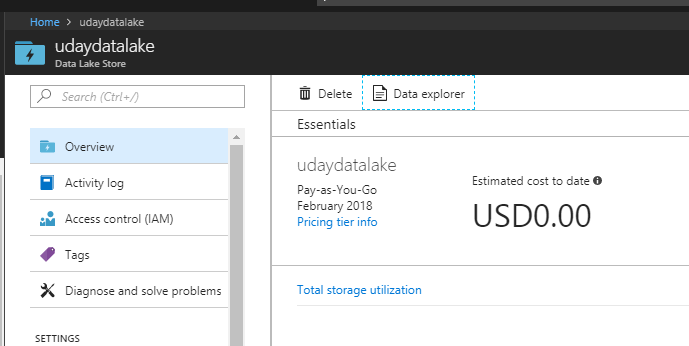 Home > udaydatalake
udaydatalake
Data Lake Store
Search (Ctrl+/)
Overview
Activity log
Access control (IAM)
Tags
Diagnose and solve problems
SETTINGS
Delete
Data explorer
Essentials
udaydatalake
Pay-as-You-Go
February 2018
Pricing tier info
Estimated cost to date
USD0.00
Total storage utilization